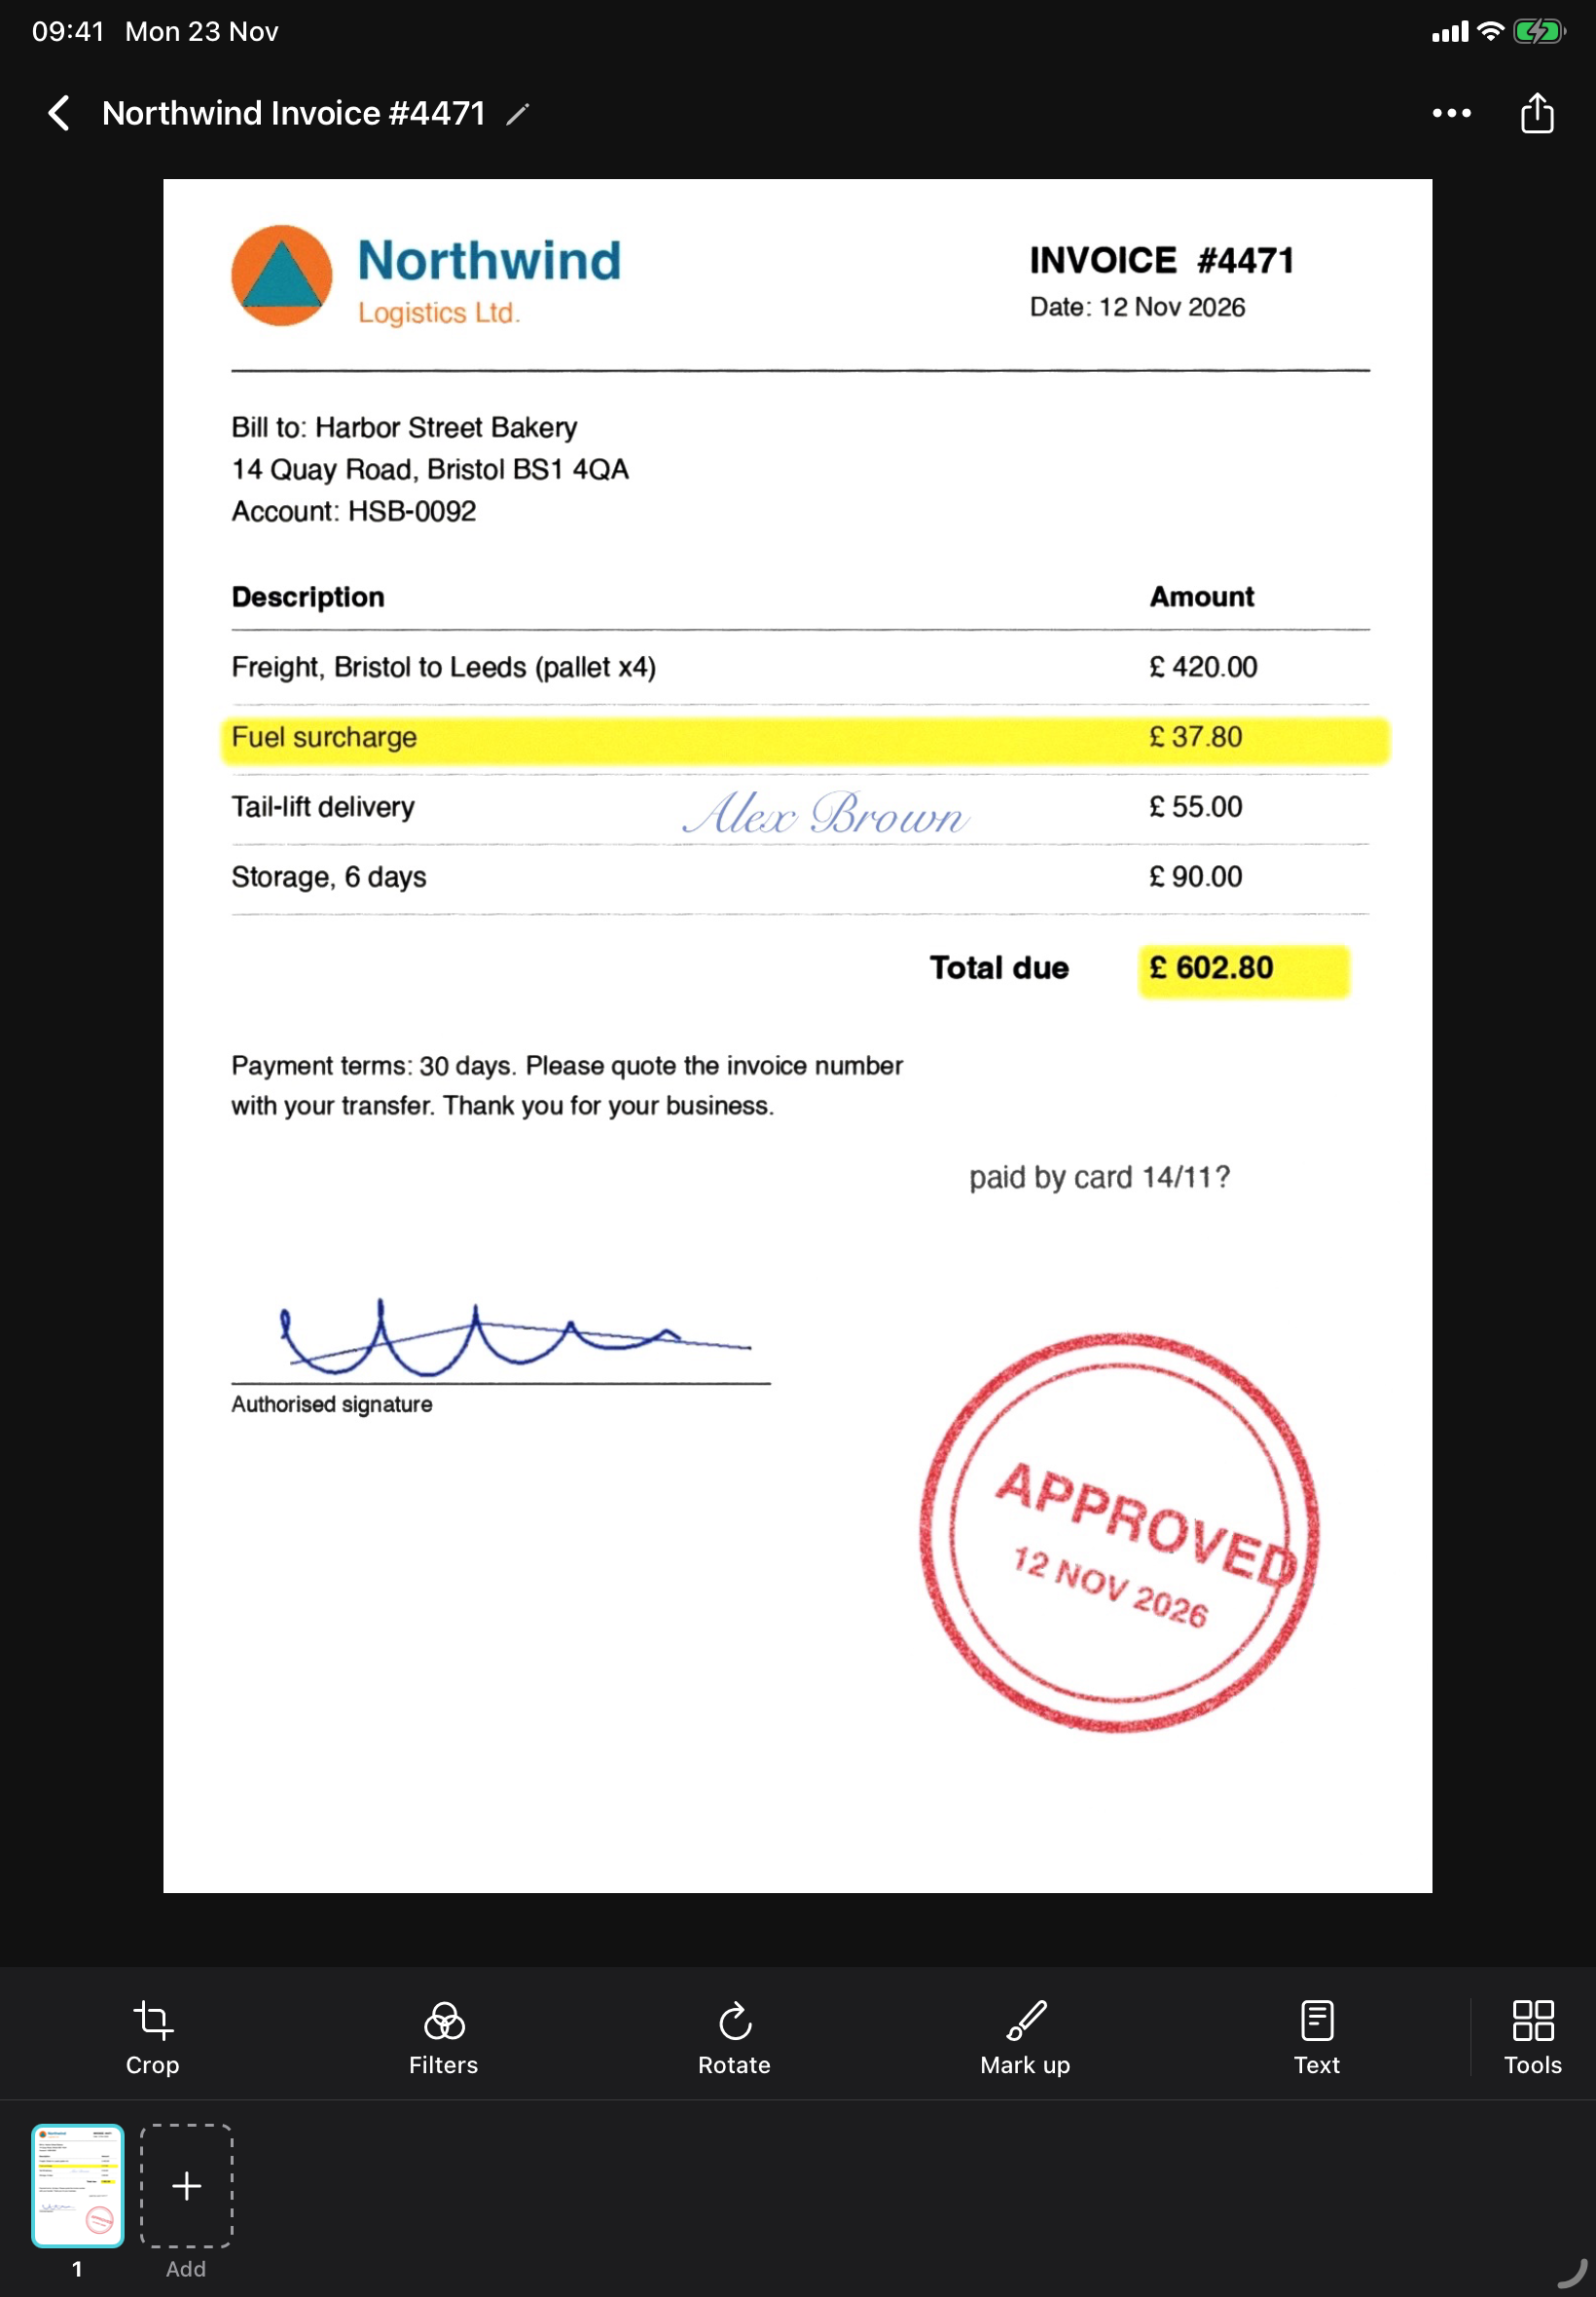 09:41 Mon 23 Nov
Northwind Invoice #4471
Northwind
Logistics Ltd.
INVOICE #4471
Date: 12 Nov 2026
Bill to: Harbor Street Bakery
14 Quay Road, Bristol BS1 4QA
Account: HSB-0092
Description Amount
Freight, Bristol to Leeds (pallet x4) £ 420.00
Fuel surcharge £ 37.80
Tail-lift delivery Alex Brown £ 55.00
Storage, 6 days £ 90.00
Total due £ 602.80
Payment terms: 30 days. Please quote the invoice number
with your transfer. Thank you for your business.
paid by card 14/11?
Authorised signature
APPROVED
12 NOV 2026
Crop Filters Rotate Mark up Text Tools
1 Add